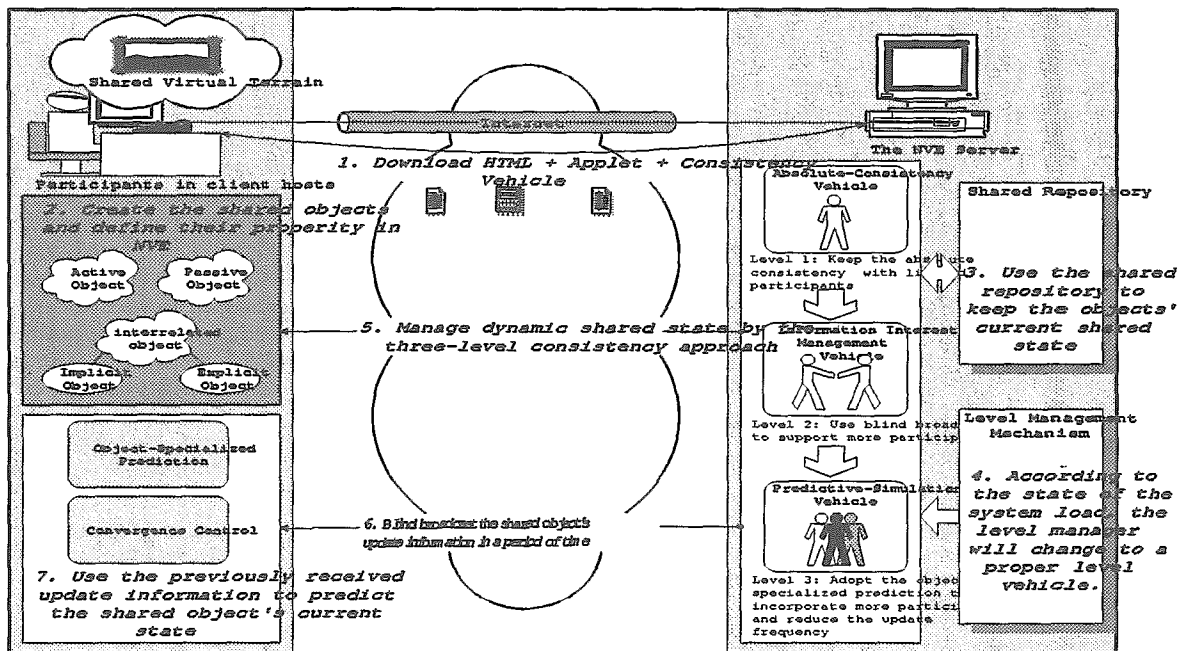 Shared Virtual Terrain
Participants in client hosts
Internet
The NVE Server
1. Download HTML + Applet + Consistency
Vehicle
2. Create the shared objects
and define their properity in
NVE
Active
Object
Passive
Object
interrelated
object
Implicit
Object
Explicit
Object
Absolute-Consistency
Vehicle
Level 1: Keep the absolute
consistency with
participants
Shared Repository
3. Use the shared
repository to
keep the objects'
current shared
state
5. Manage dynamic shared state by
three-level consistency approach
Information Interest
Management
Vehicle
Level 2: Use blind
to support more
Level Management
Mechanism
4. According to
the state of the
system load, the
level manager
will change to a
proper level
vehicle.
Object-Specialized
Prediction
Convergence Control
6. Blind broadcast the shared object's
update information in a period of time
Predictive-Simulation
Vehicle
Level 3: Adopt the object
specialized prediction
incorporate more
and reduce the update
frequency
7. Use the previously received
update information to predict
the shared object's current
state